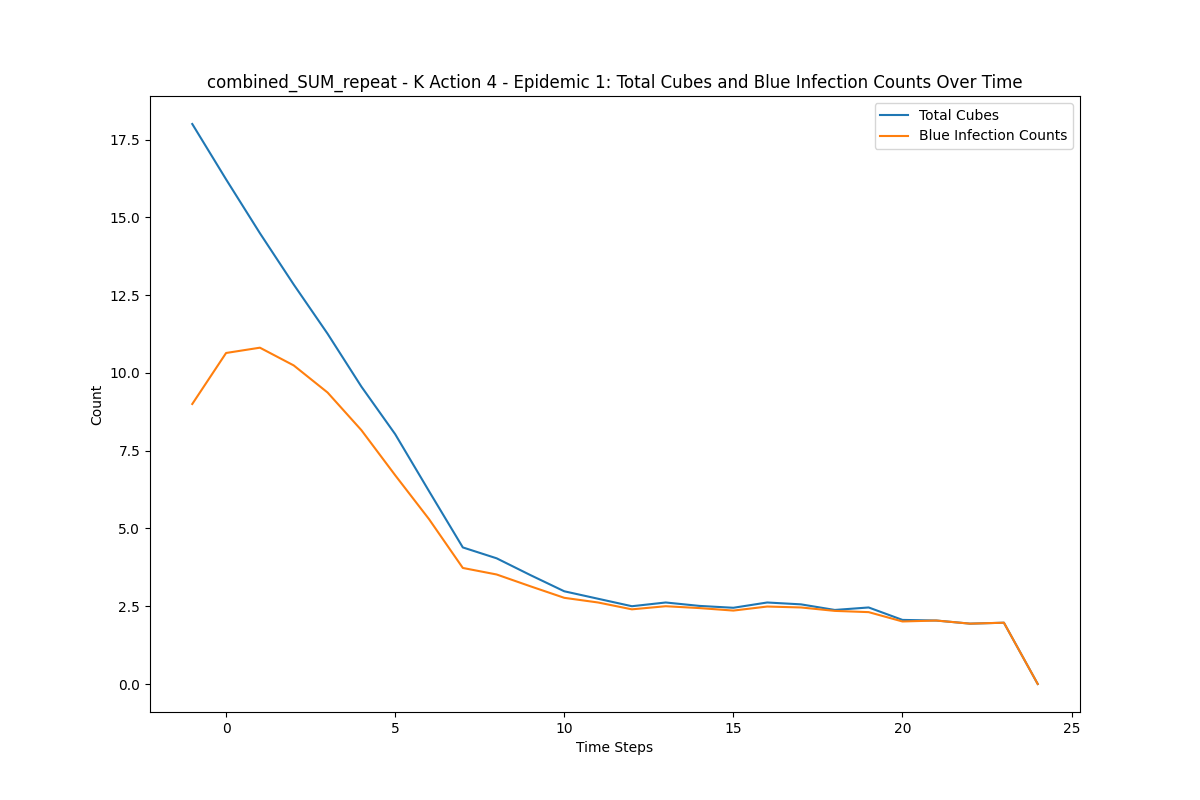 combined_SUM_repeat - K Action 4 - Epidemic 1: Total Cubes and Blue Infection Counts Over Time
Total Cubes
Blue Infection Counts
17.5
15.0
12.5
10.0
7.5
5.0
2.5
0.0
Count
0 5 10 15 20 25
Time Steps